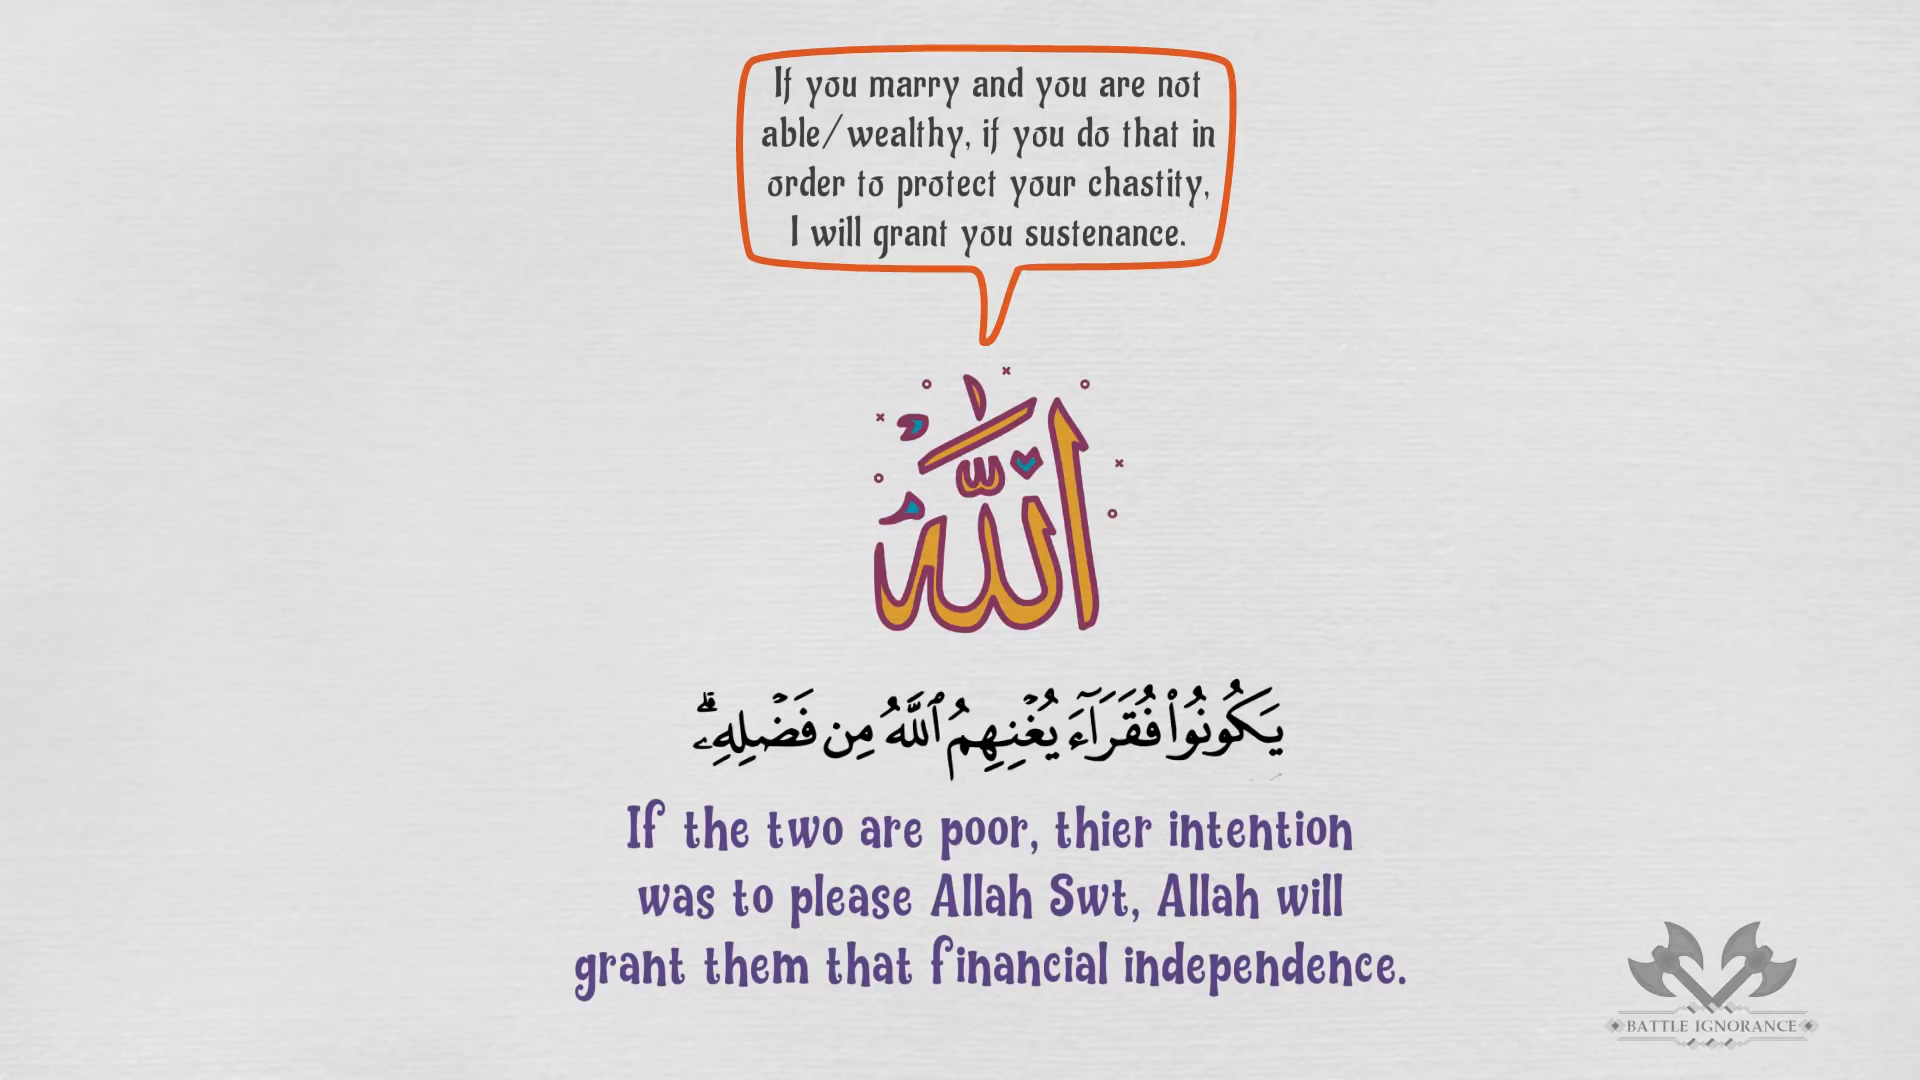 If you marry and you are not
able/wealthy, if you do that in
order to protect your chastity,
I will grant you sustenance.
اللَّهُ
يَكُونُوا۟ فُقَرَآءَ يُغْنِهِمُ ٱللَّهُ مِن فَضْلِهِۦ ۗ
If the two are poor, thier intention
was to please Allah Swt, Allah will
grant them that financial independence.
BATTLE IGNORANCE